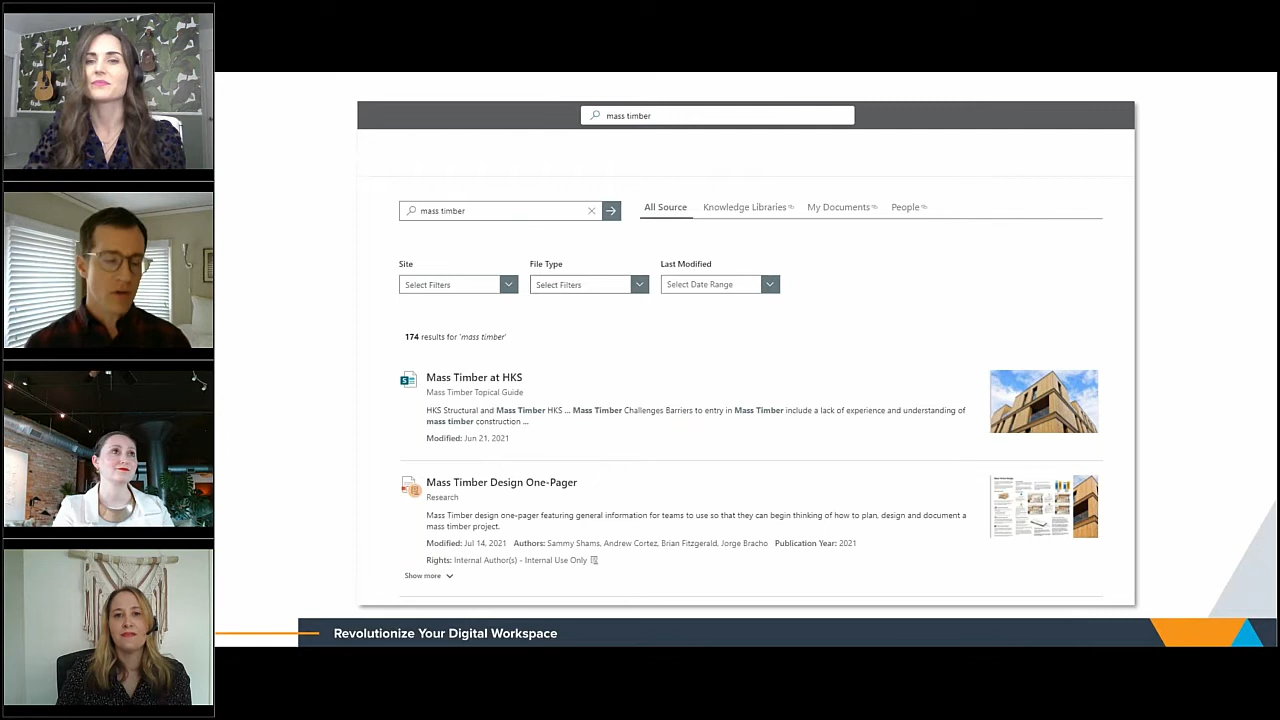 mass timber
mass timber
All Source
Knowledge Libraries
My Documents
People
Site
File Type
Last Modified
Select Filters
Select Filters
Select Date Range
174 results for 'mass timber'
Mass Timber at HKS
Mass Timber Topical Guide
HKS Structural and Mass Timber HKS ... Mass Timber Challenges Barriers to entry in Mass Timber include a lack of experience and understanding of
mass timber construction ...
Modified: Jun 21, 2021
Mass Timber Design One-Pager
Research
Mass Timber design one-pager featuring general information for teams to use so that they can begin thinking of how to plan, design and document a
mass timber project.
Modified: Jul 14, 2021 Authors: Sammy Shams, Andrew Cortez, Brian Fitzgerald, Jorge Bracho Publication Year: 2021
Rights: Internal Author(s) - Internal Use Only
Show more
Revolutionize Your Digital Workspace